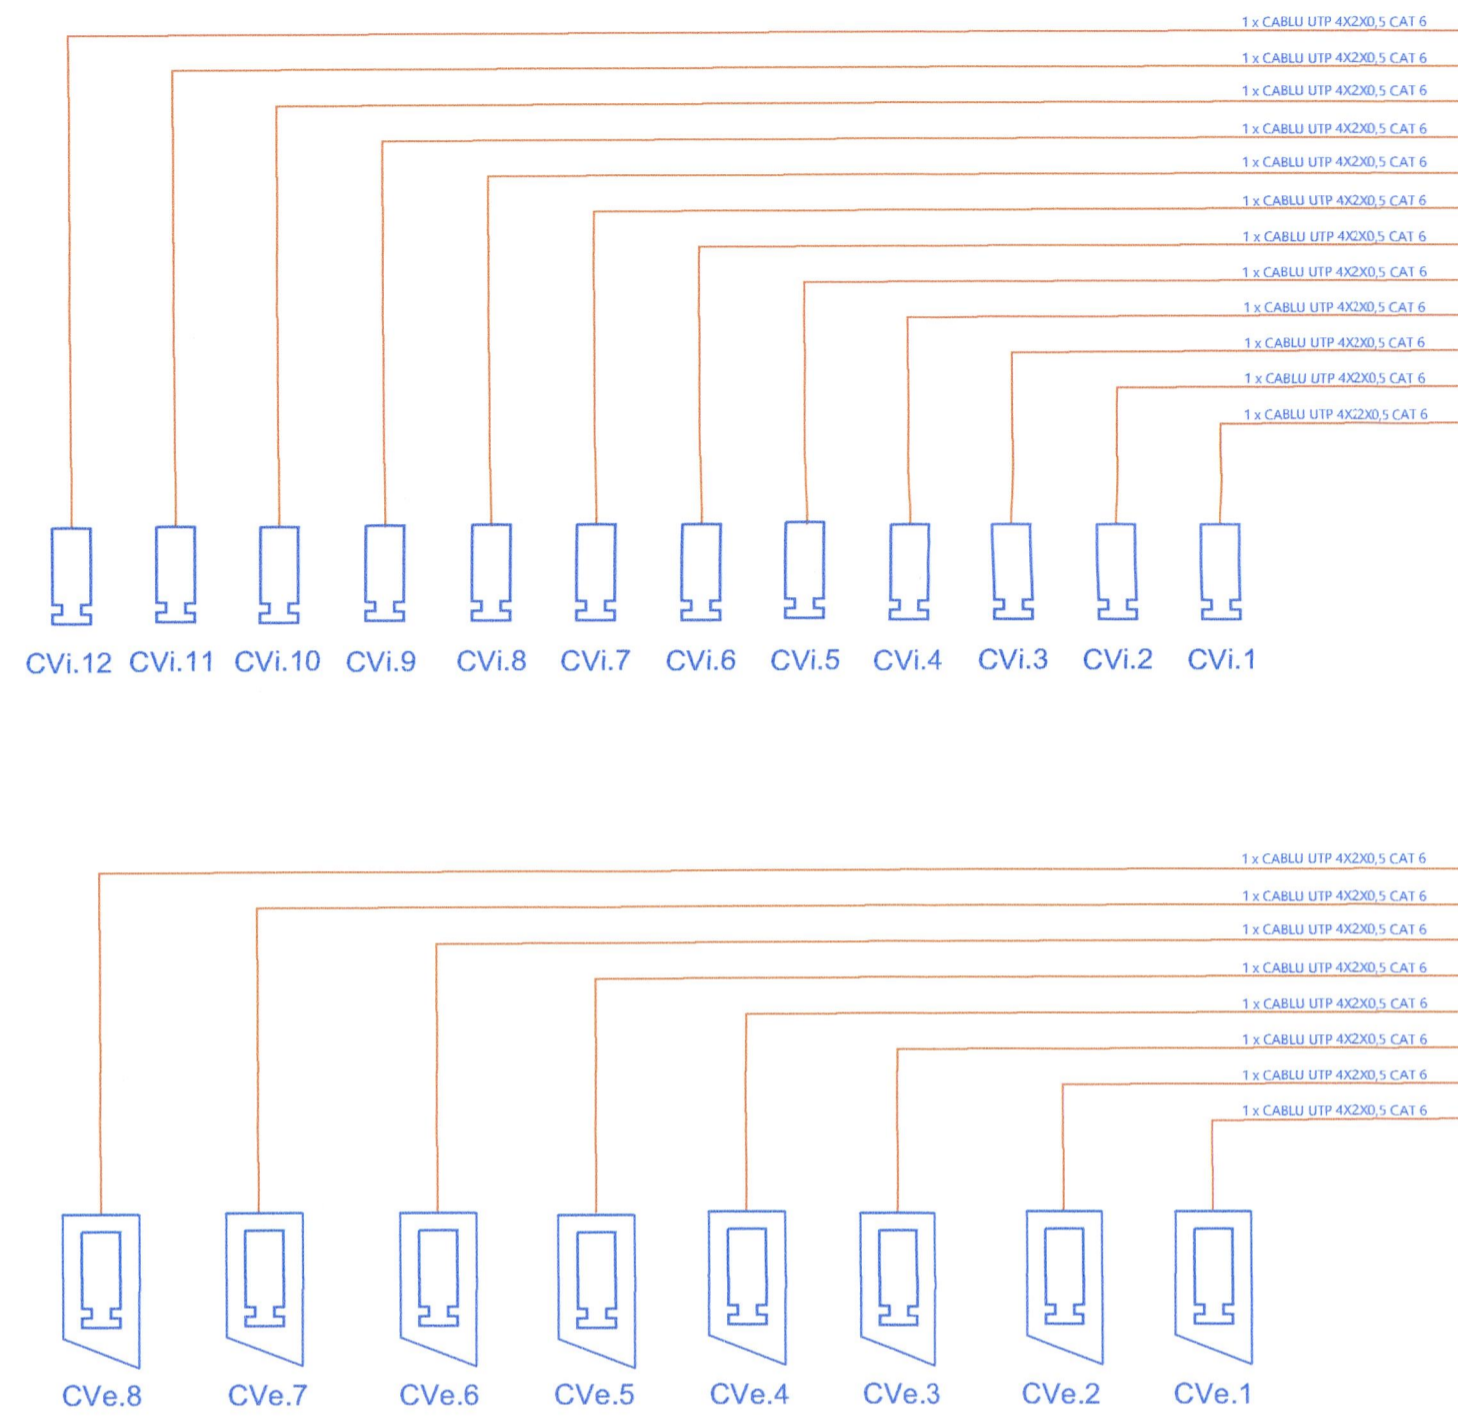 1 x CABLU UTP 4X2X0,5 CAT 6
1 x CABLU UTP 4X2X0,5 CAT 6
1 x CABLU UTP 4X2X0,5 CAT 6
1 x CABLU UTP 4X2X0,5 CAT 6
1 x CABLU UTP 4X2X0,5 CAT 6
1 x CABLU UTP 4X2X0,5 CAT 6
1 x CABLU UTP 4X2X0,5 CAT 6
1 x CABLU UTP 4X2X0,5 CAT 6
1 x CABLU UTP 4X2X0,5 CAT 6
1 x CABLU UTP 4X2X0,5 CAT 6
1 x CABLU UTP 4X2X0,5 CAT 6
1 x CABLU UTP 4X22X0,5 CAT 6
CVi.12 CVi.11 CVi.10 CVi.9 CVi.8 CVi.7 CVi.6 CVi.5 CVi.4 CVi.3 CVi.2 CVi.1
1 x CABLU UTP 4X2X0,5 CAT 6
1 x CABLU UTP 4X2X0,5 CAT 6
1 x CABLU UTP 4X2X0,5 CAT 6
1 x CABLU UTP 4X2X0,5 CAT 6
1 x CABLU UTP 4X2X0,5 CAT 6
1 x CABLU UTP 4X2X0,5 CAT 6
1 x CABLU UTP 4X2X0,5 CAT 6
1 x CABLU UTP 4X2X0,5 CAT 6
CVe.8 CVe.7 CVe.6 CVe.5 CVe.4 CVe.3 CVe.2 CVe.1